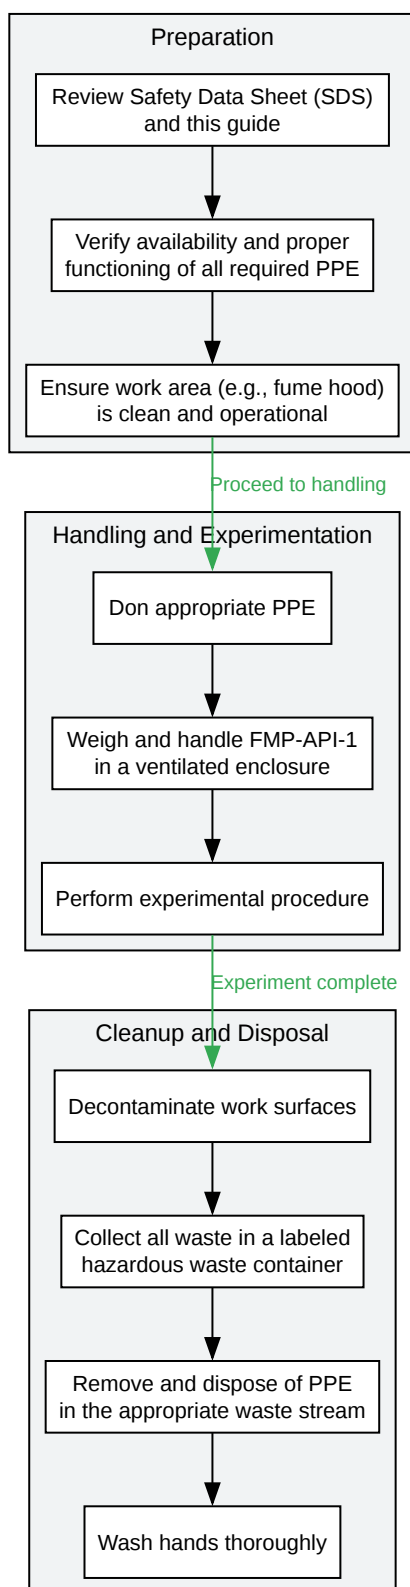 Preparation
Review Safety Data Sheet (SDS)
and this guide
Verify availability and proper
functioning of all required PPE
Ensure work area (e.g., fume hood)
is clean and operational
Proceed to handling
Handling and Experimentation
Don appropriate PPE
Weigh and handle FMP-API-1
in a ventilated enclosure
Perform experimental procedure
Experiment complete
Cleanup and Disposal
Decontaminate work surfaces
Collect all waste in a labeled
hazardous waste container
Remove and dispose of PPE
in the appropriate waste stream
Wash hands thoroughly